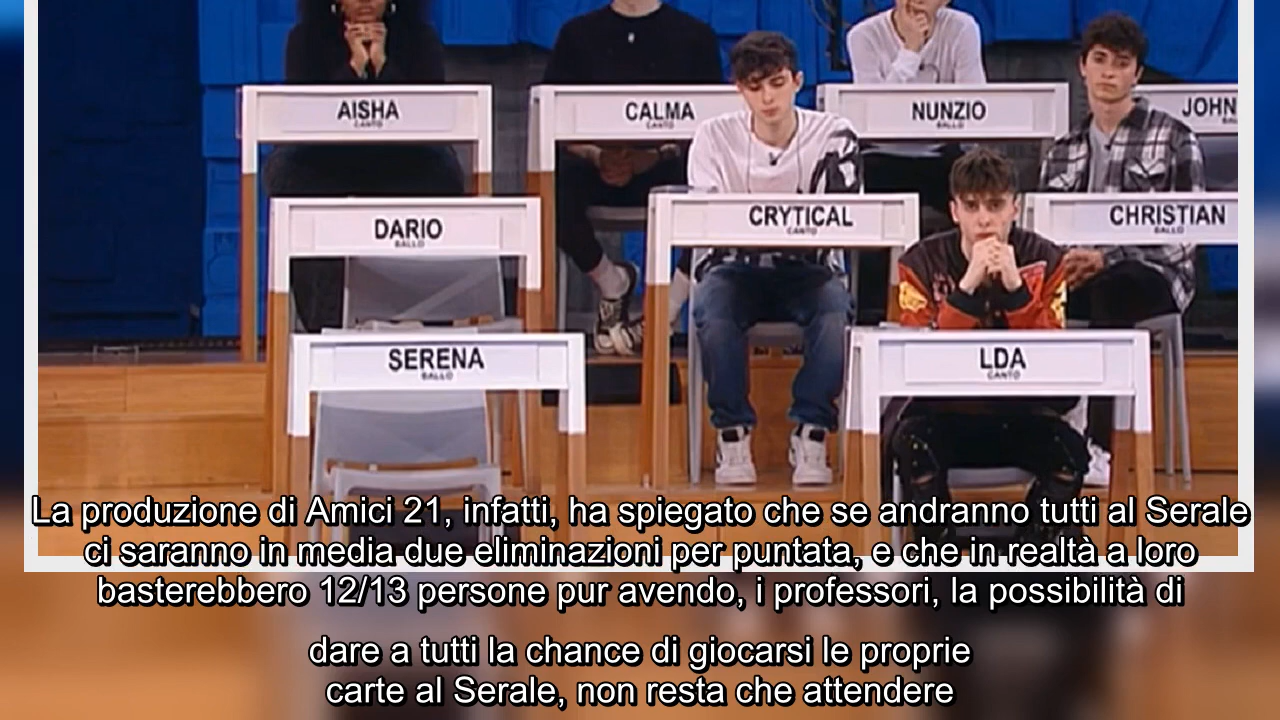 AISHA
CANTO
CALMA
CANTO
NUNZIO
BALLO
JOHN
DARIO
BALLO
CRYTICAL
CANTO
CHRISTIAN
BALLO
SERENA
BALLO
LDA
CANTO
La produzione di Amici 21, infatti, ha spiegato che se andranno tutti al Serale
ci saranno in media due eliminazioni per puntata, e che in realtà a loro
basterebbero 12/13 persone pur avendo, i professori, la possibilità di
dare a tutti la chance di giocarsi le proprie
carte al Serale, non resta che attendere